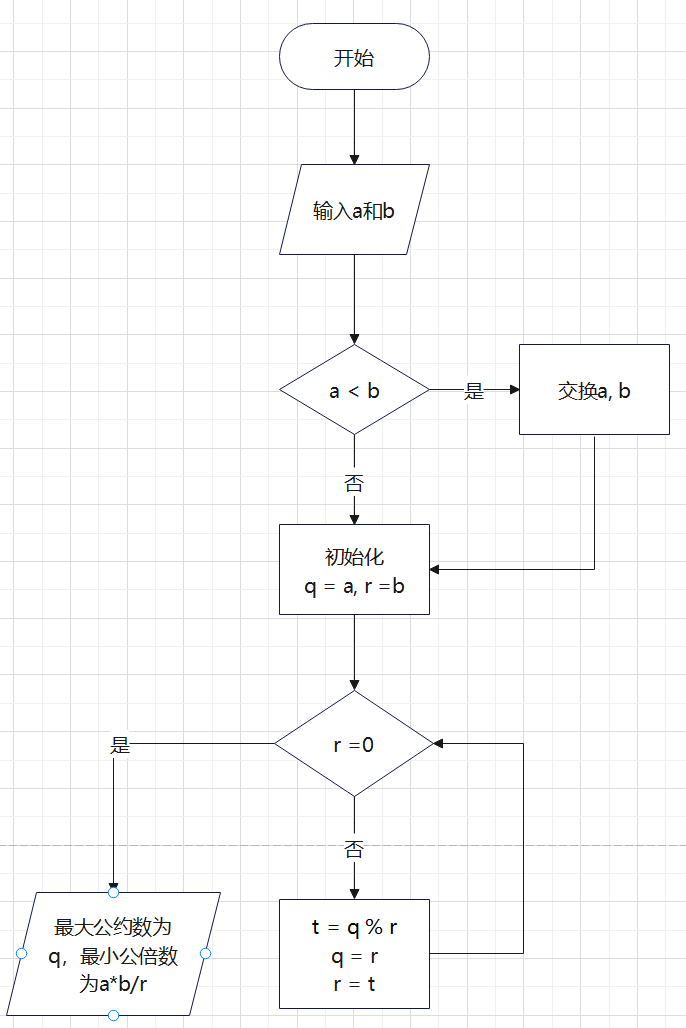 开始
输入a和b
a < b
是
交换a, b
否
初始化
q = a, r =b
r =0
是
否
t = q % r
q = r
r = t
最大公约数为
q，最小公倍数
为a*b/r